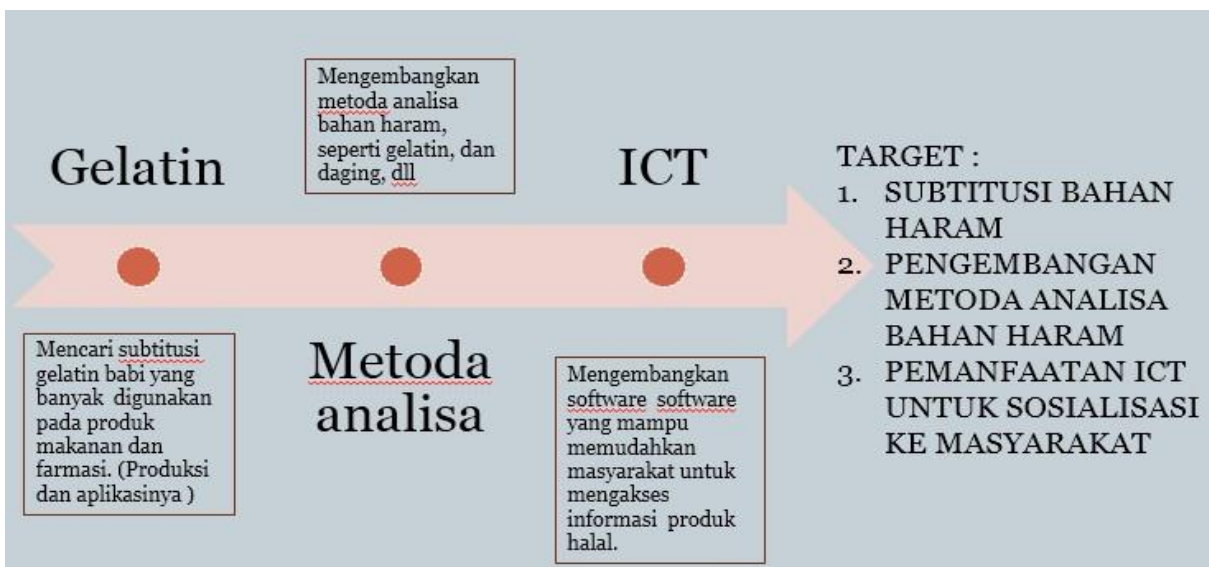 Gelatin
Mencari subtitusi
gelatin babi yang
banyak digunakan
pada produk
makanan dan
farmasi. (Produksi
dan aplikasinya )
Mengembangkan
metoda analisa
bahan haram,
seperti gelatin, dan
daging, dll
Metoda
analisa
ICT
Mengembangkan
software software
yang mampu
memudahkan
masyarakat untuk
mengakses
informasi produk
halal.
TARGET :
1. SUBTITUSI BAHAN
HARAM
2. PENGEMBANGAN
METODA ANALISA
BAHAN HARAM
3. PEMANFAATAN ICT
UNTUK SOSIALISASI
KE MASYARAKAT